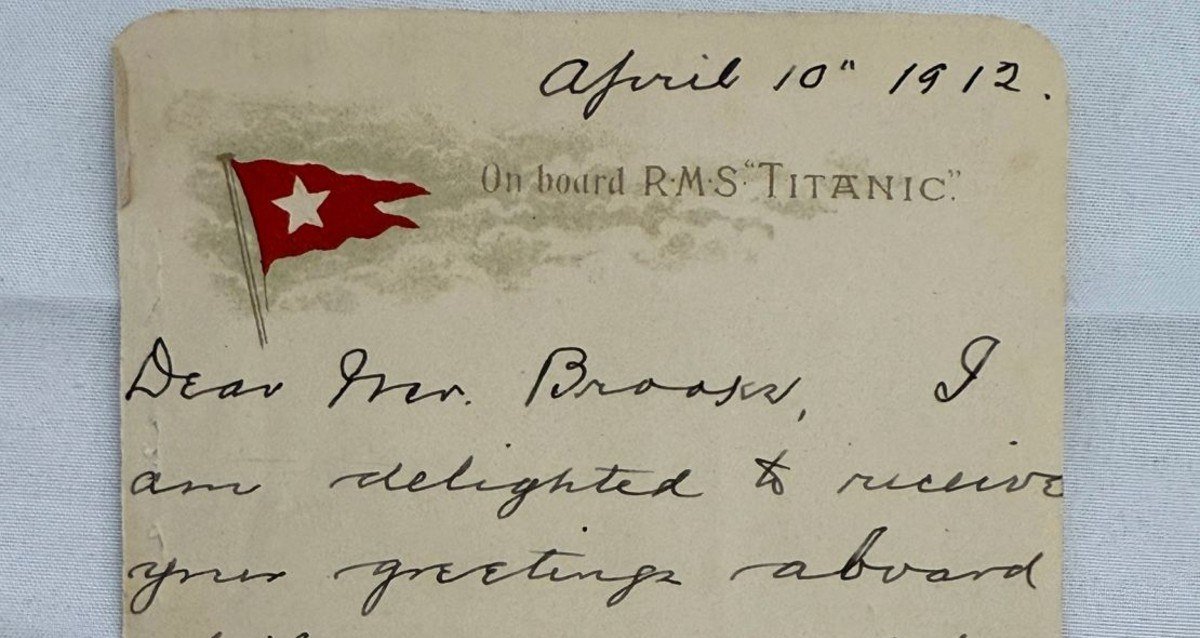 April 10" 1912.
On board R·M·S·"TITANIC".
Dear Mr. Brooks, I
am delighted to receive
your greetings aboard